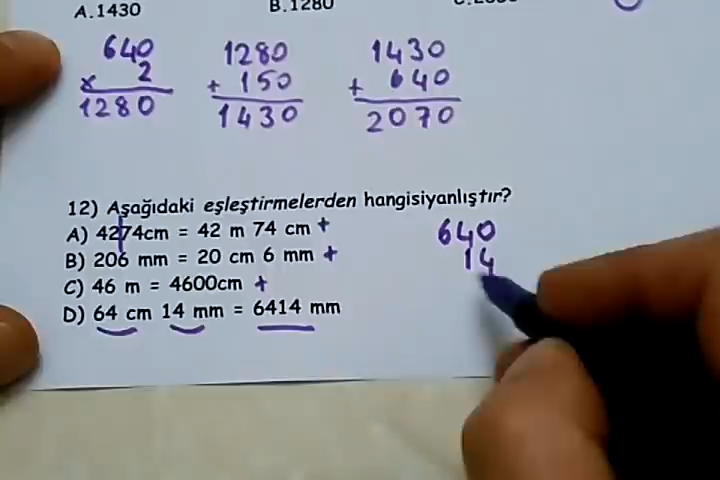 A.1430 B.1280
640 1280 1430
x 2 + 150 + 640
1280 1430 2070
12) Aşağıdaki eşleştirmelerden hangisiyanlıştır?
A) 4274cm = 42 m 74 cm +
B) 206 mm = 20 cm 6 mm +
C) 46 m = 4600cm +
D) 64 cm 14 mm = 6414 mm
640
14